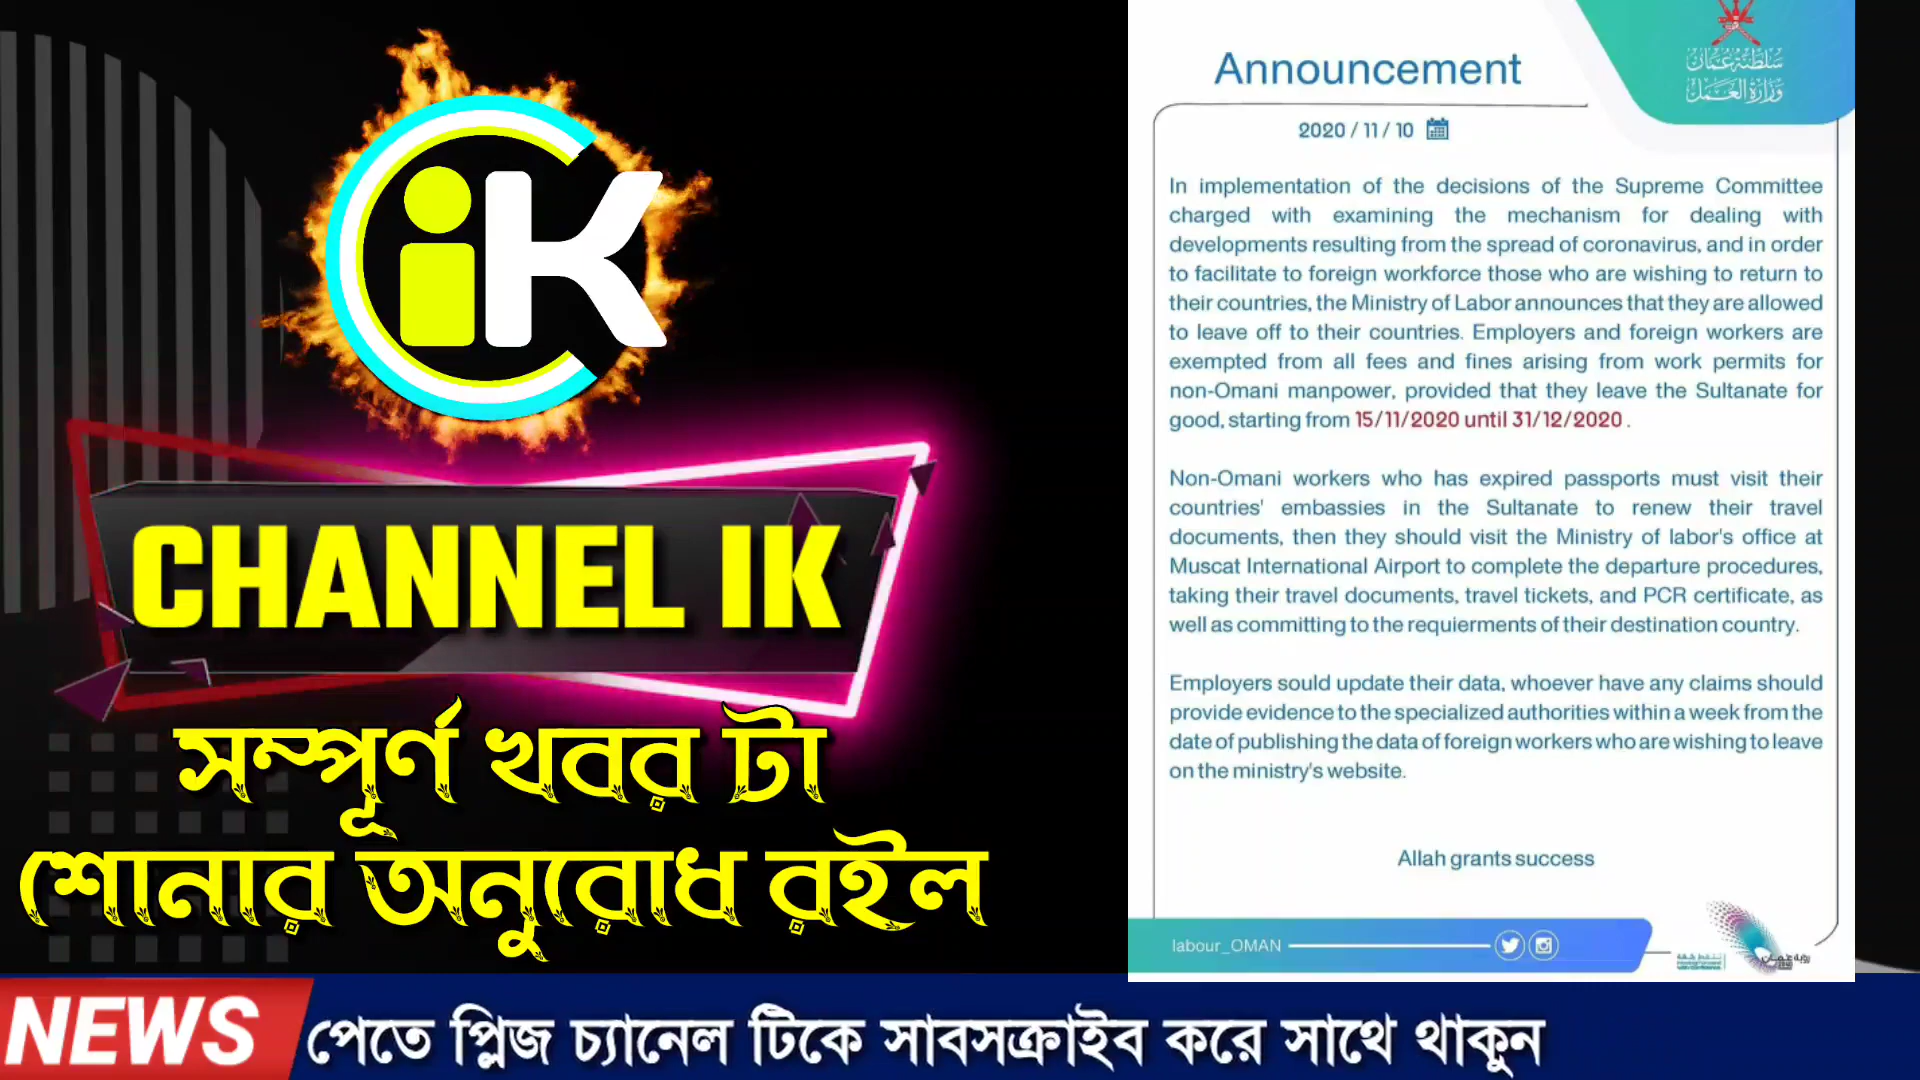 iK
CHANNEL IK
সম্পূর্ণ খবর টা
শোনার অনুরোধ রইল
Announcement
سلطنة عمان
وزارة العمل
2020 / 11 / 10
In implementation of the decisions of the Supreme Committee
charged with examining the mechanism for dealing with
developments resulting from the spread of coronavirus, and in order
to facilitate to foreign workforce those who are wishing to return to
their countries, the Ministry of Labor announces that they are allowed
to leave off to their countries. Employers and foreign workers are
exempted from all fees and fines arising from work permits for
non-Omani manpower, provided that they leave the Sultanate for
good, starting from 15/11/2020 until 31/12/2020 .
Non-Omani workers who has expired passports must visit their
countries' embassies in the Sultanate to renew their travel
documents, then they should visit the Ministry of labor's office at
Muscat International Airport to complete the departure procedures,
taking their travel documents, travel tickets, and PCR certificate, as
well as committing to the requierments of their destination country.
Employers sould update their data, whoever have any claims should
provide evidence to the specialized authorities within a week from the
date of publishing the data of foreign workers who are wishing to leave
on the ministry's website.
Allah grants success
labour_OMAN
NEWS
পেতে প্লিজ চ্যানেল টিকে সাবসক্রাইব করে সাথে থাকুন